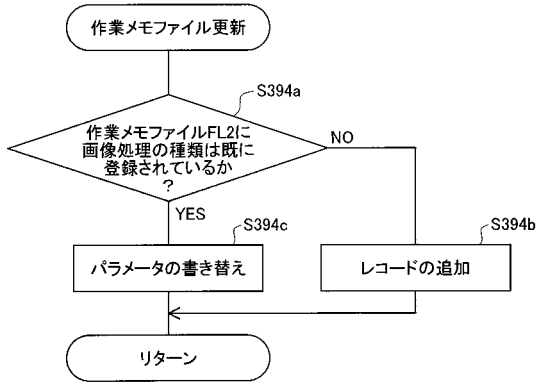 作業メモファイル更新
S394a
作業メモファイルFL2に
画像処理の種類は既に
登録されているか
?
NO
YES
S394c
S394b
パラメータの書き替え
レコードの追加
リターン